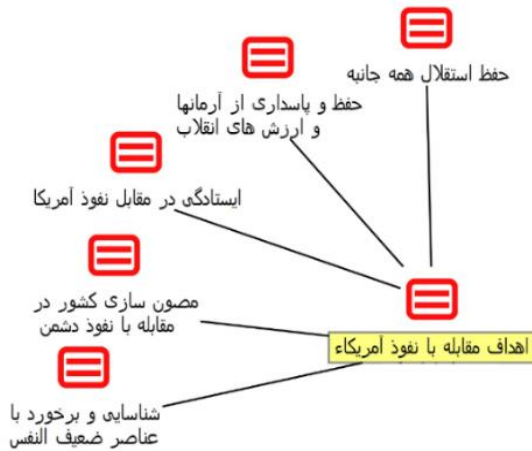 حفظ استقلال همه جانبه
حفظ و پاسداری از آرمانها
و ارزش های انقلاب
ایستادگی در مقابل نفوذ آمریکا
مصون سازی کشور در
مقابله با نفوذ دشمن
اهداف مقابله با نفوذ آمریکاء
شناسایی و برخورد با
عناصر ضعیف النفس